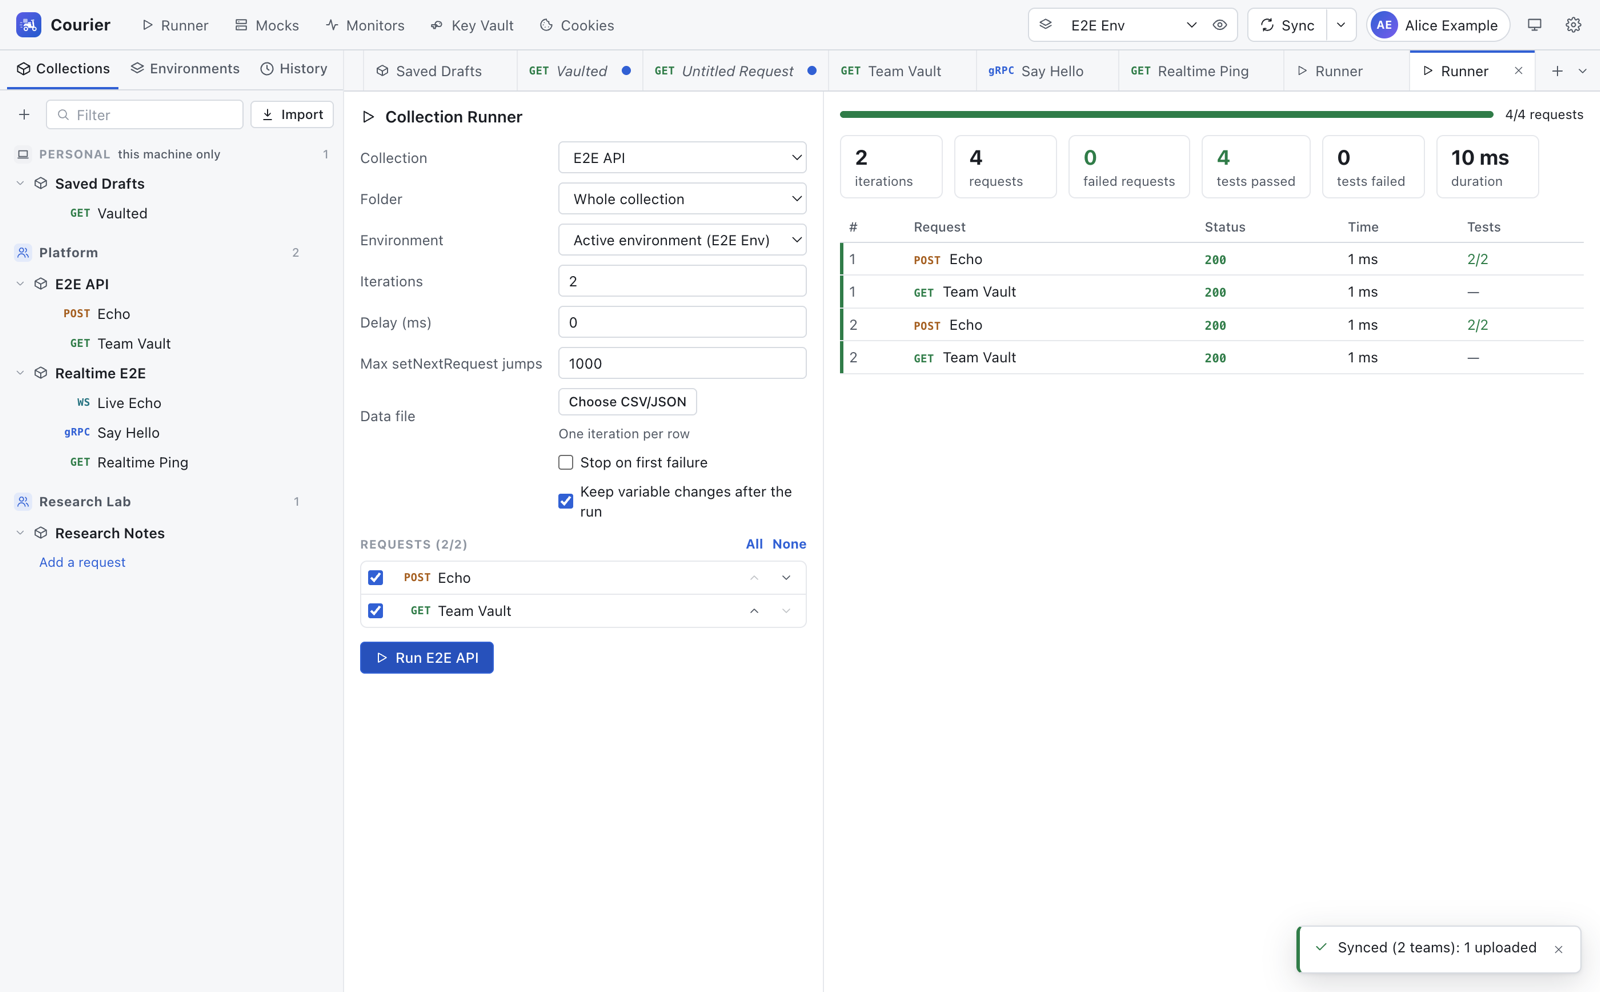 Courier
Runner
Mocks
Monitors
Key Vault
Cookies
E2E Env
Sync
AE
Alice Example
Collections
Environments
History
Saved Drafts
GET Vaulted
GET Untitled Request
GET Team Vault
gRPC Say Hello
GET Realtime Ping
Runner
Runner
Filter
Import
PERSONAL this machine only 1
Saved Drafts
GET Vaulted
Platform 2
E2E API
POST Echo
GET Team Vault
Realtime E2E
WS Live Echo
gRPC Say Hello
GET Realtime Ping
Research Lab 1
Research Notes
Add a request
Collection Runner
Collection E2E API
Folder Whole collection
Environment Active environment (E2E Env)
Iterations 2
Delay (ms) 0
Max setNextRequest jumps 1000
Data file Choose CSV/JSON
One iteration per row
Stop on first failure
Keep variable changes after the
run
REQUESTS (2/2) All None
POST Echo
GET Team Vault
Run E2E API
4/4 requests
2 iterations
4 requests
0 failed requests
4 tests passed
0 tests failed
10 ms duration
# Request Status Time Tests
1 POST Echo 200 1 ms 2/2
1 GET Team Vault 200 1 ms —
2 POST Echo 200 1 ms 2/2
2 GET Team Vault 200 1 ms —
Synced (2 teams): 1 uploaded